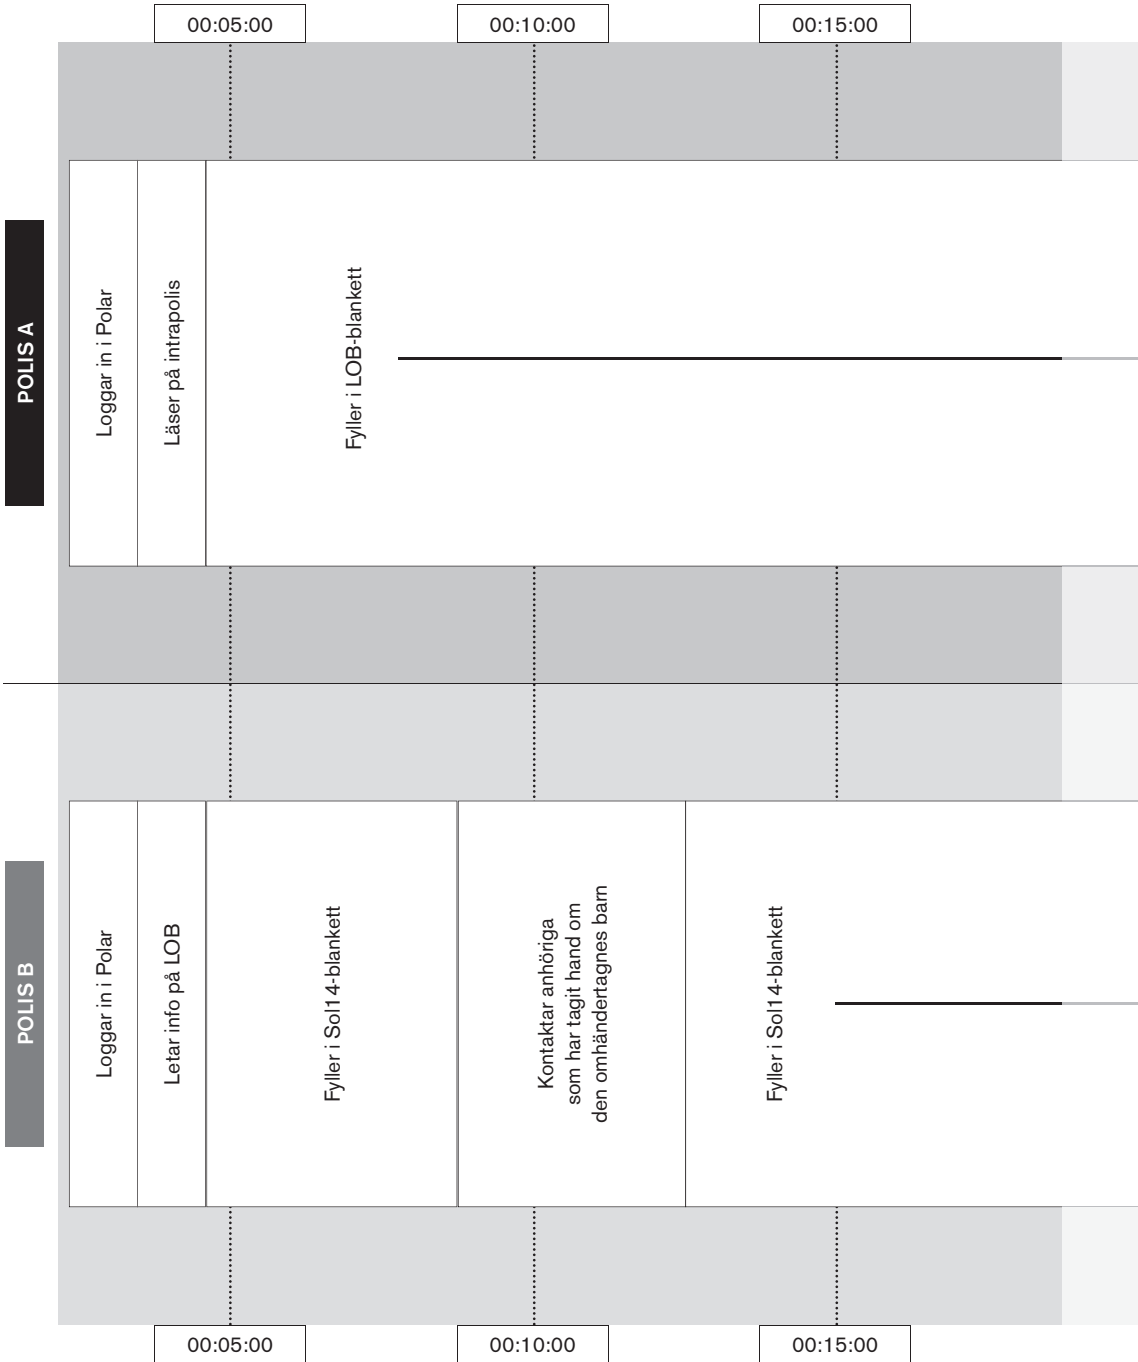 00:05:00
00:10:00
00:15:00
POLIS A
Loggar in i Polar
Läser på intrapolis
Fyller i LOB-blankett
POLIS B
Loggar in i Polar
Letar info på LOB
Fyller i Sol14-blankett
Kontaktar anhöriga
som har tagit hand om
den omhändertagnes barn
Fyller i Sol14-blankett
00:05:00
00:10:00
00:15:00